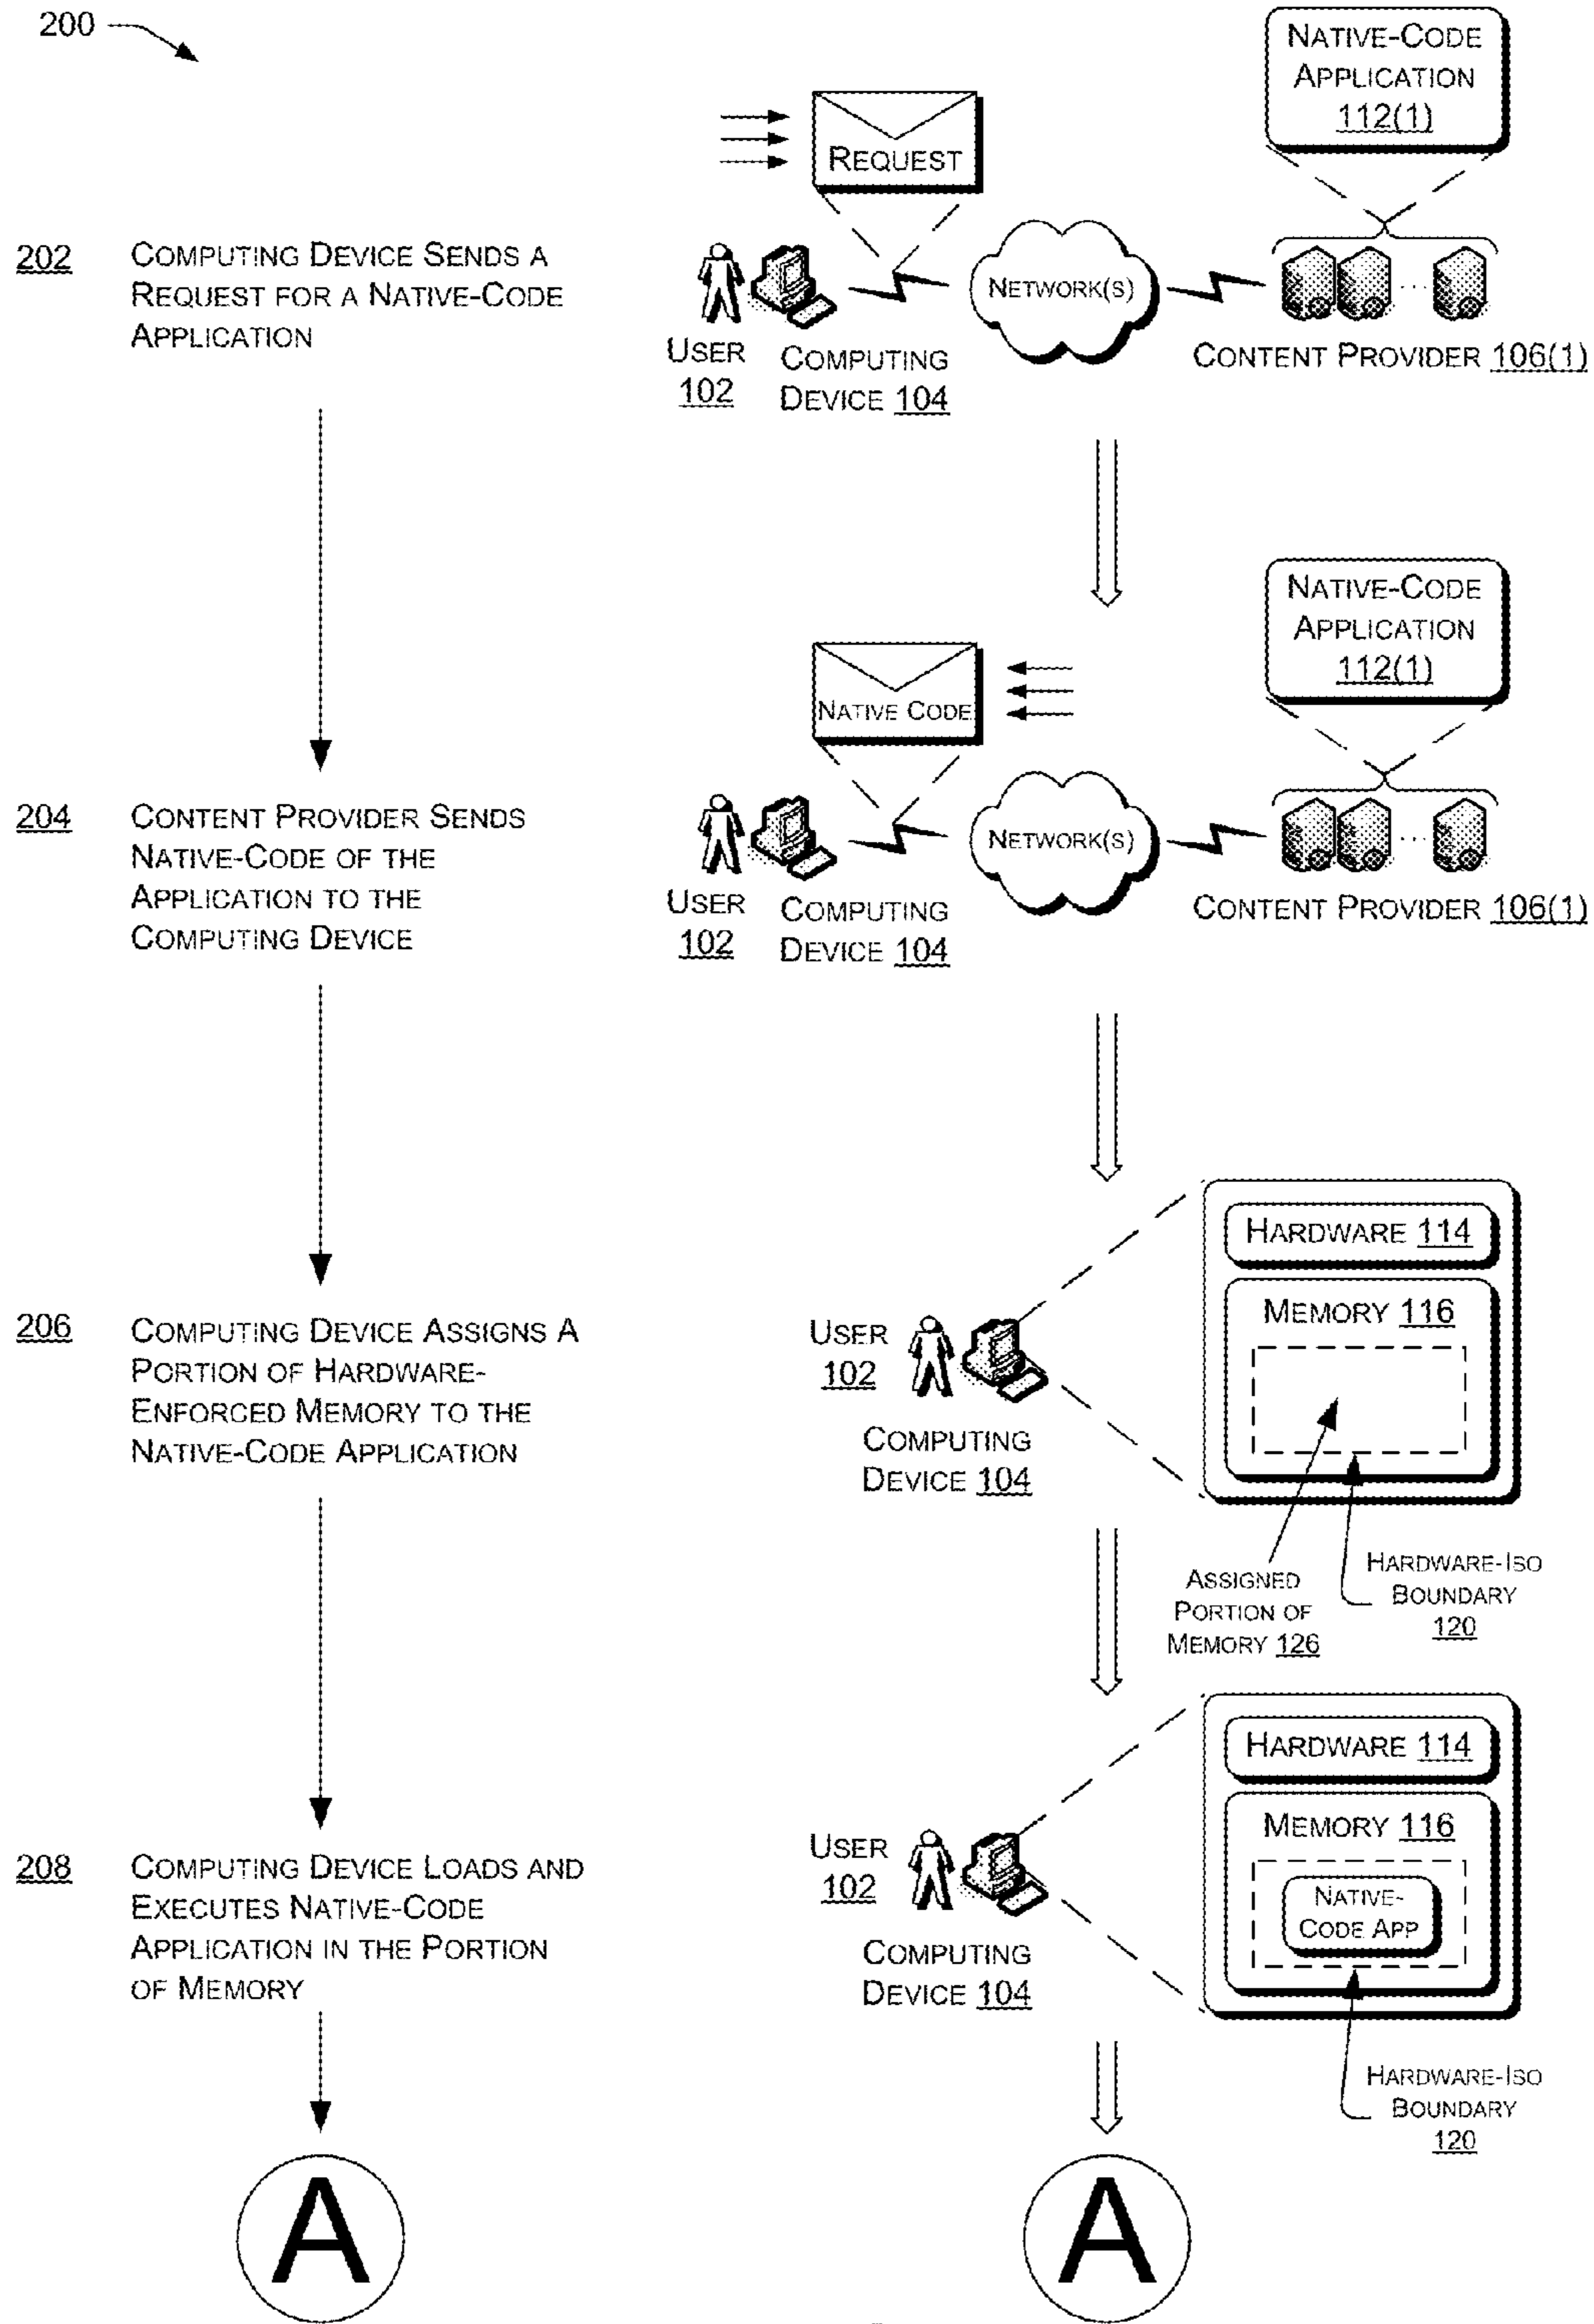 200
NATIVE-CODE
APPLICATION
112(1)
REQUEST
202 COMPUTING DEVICE SENDS A
REQUEST FOR A NATIVE-CODE
APPLICATION
NETWORK(S)
USER
102
COMPUTING
DEVICE 104
CONTENT PROVIDER 106(1)
NATIVE-CODE
APPLICATION
112(1)
NATIVE CODE
204 CONTENT PROVIDER SENDS
NATIVE-CODE OF THE
APPLICATION TO THE
COMPUTING DEVICE
NETWORK(S)
USER
102
COMPUTING
DEVICE 104
CONTENT PROVIDER 106(1)
206 COMPUTING DEVICE ASSIGNS A
PORTION OF HARDWARE-
ENFORCED MEMORY TO THE
NATIVE-CODE APPLICATION
USER
102
COMPUTING
DEVICE 104
HARDWARE 114
MEMORY 116
ASSIGNED
PORTION OF
MEMORY 126
HARDWARE-ISO
BOUNDARY
120
208 COMPUTING DEVICE LOADS AND
EXECUTES NATIVE-CODE
APPLICATION IN THE PORTION
OF MEMORY
USER
102
COMPUTING
DEVICE 104
HARDWARE 114
MEMORY 116
NATIVE-
CODE APP
HARDWARE-ISO
BOUNDARY
120
A
A